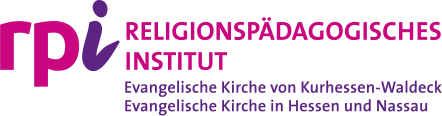 rpi RELIGIONSPÄDAGOGISCHES
INSTITUT
Evangelische Kirche von Kurhessen-Waldeck
Evangelische Kirche in Hessen und Nassau